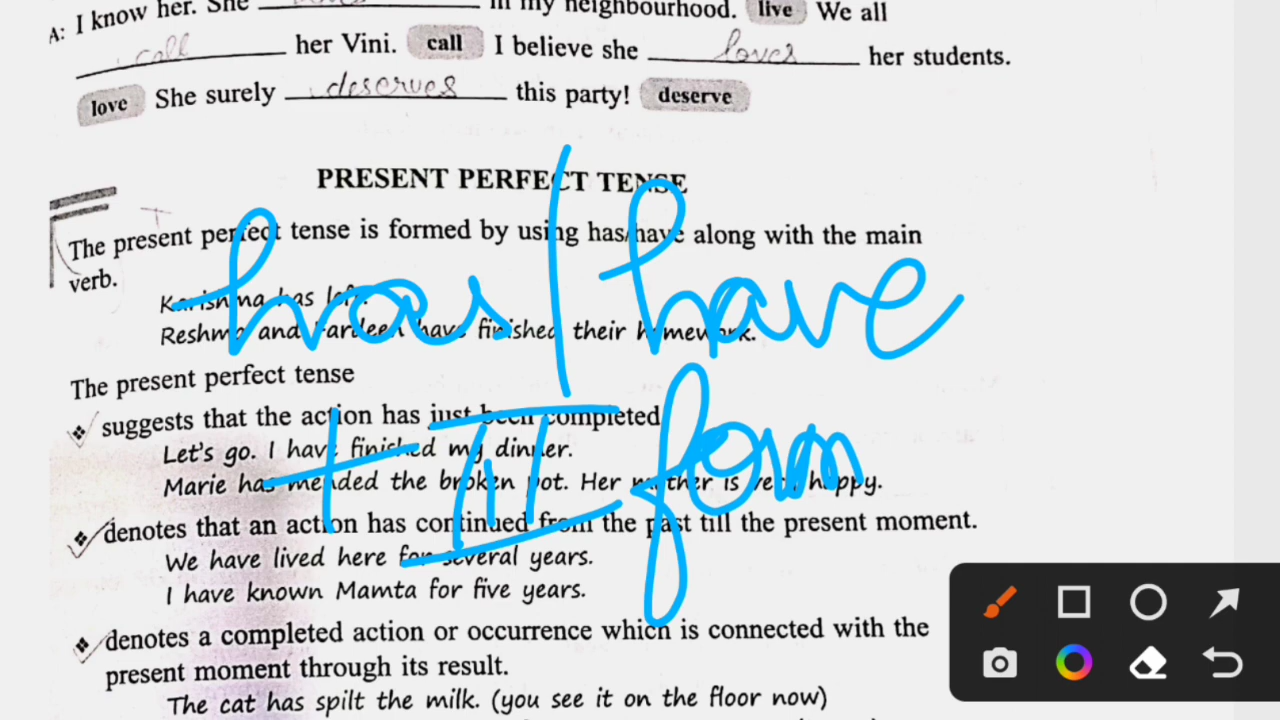 A: I know her. She in my neighbourhood. live We all
call her Vini. call I believe she loves her students.
love She surely deserves this party! deserve
PRESENT PERFECT TENSE
The present perfect tense is formed by using has/have along with the main
verb.
Karishma has left.
Reshma and Fardeen have finished their homework.
has/have
The present perfect tense
suggests that the action has just been completed
Let's go. I have finished my dinner.
Marie has mended the broken pot. Her mother is very happy.
+ III form
denotes that an action has continued from the past till the present moment.
We have lived here for several years.
I have known Mamta for five years.
denotes a completed action or occurrence which is connected with the
present moment through its result.
The cat has spilt the milk. (you see it on the floor now)